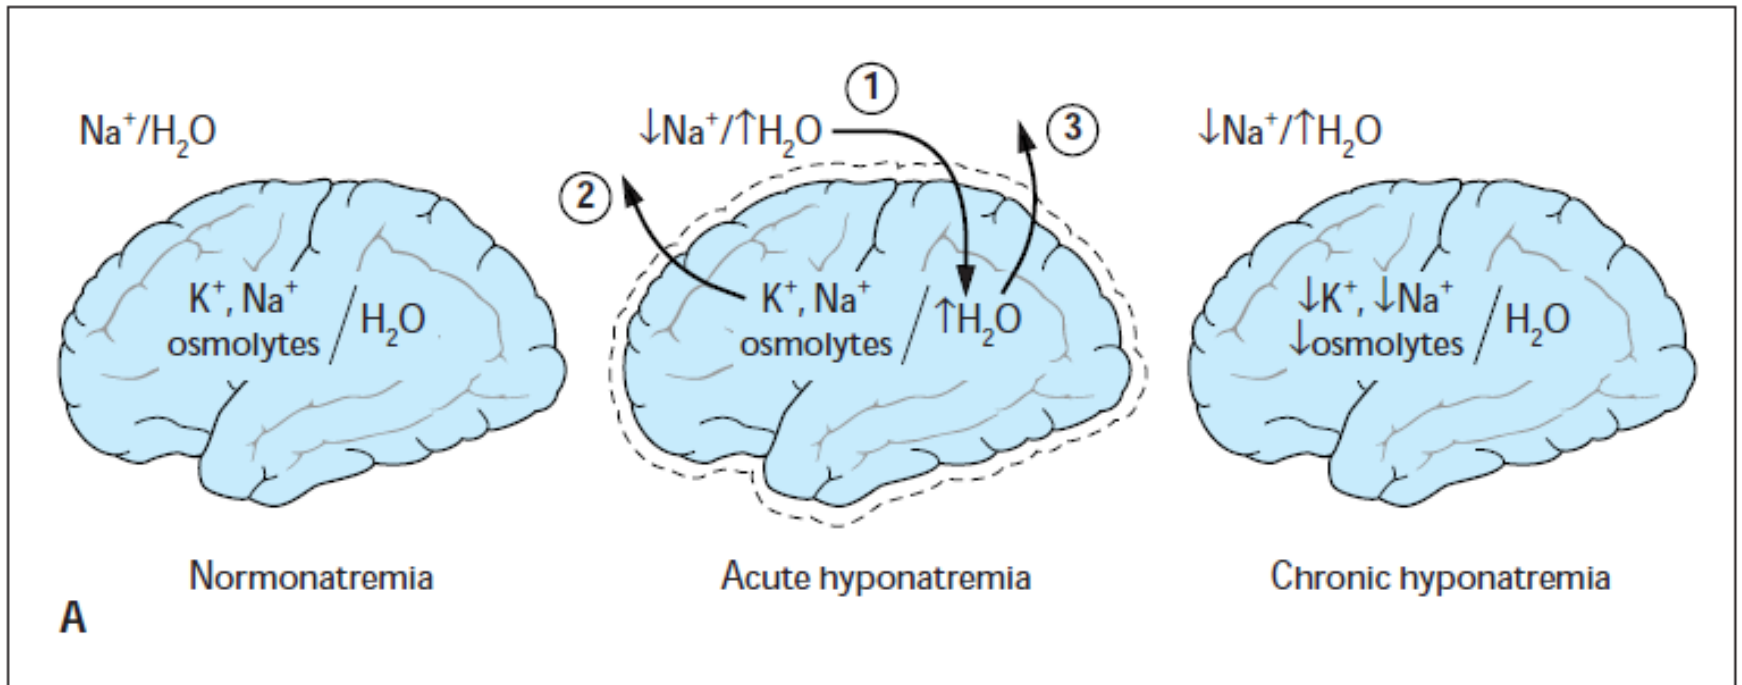 Na⁺/H₂O
K⁺, Na⁺
osmolytes / H₂O
Normonatremia
①
↓Na⁺/↑H₂O
②
③
K⁺, Na⁺
osmolytes / ↑H₂O
Acute hyponatremia
↓Na⁺/↑H₂O
↓K⁺, ↓Na⁺
↓osmolytes / H₂O
Chronic hyponatremia
A